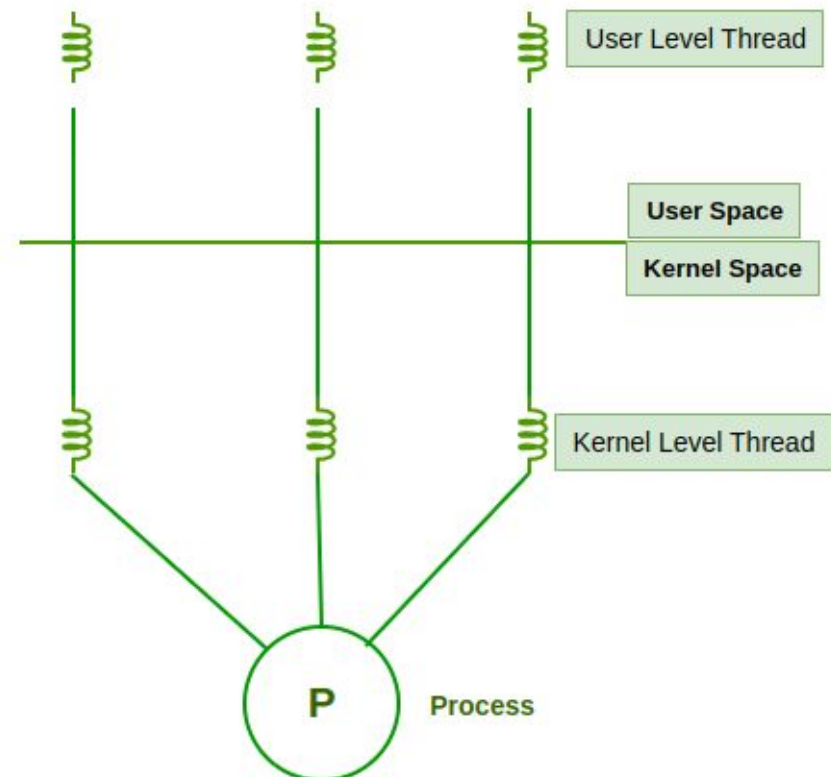 User Level Thread
User Space
Kernel Space
Kernel Level Thread
P
Process